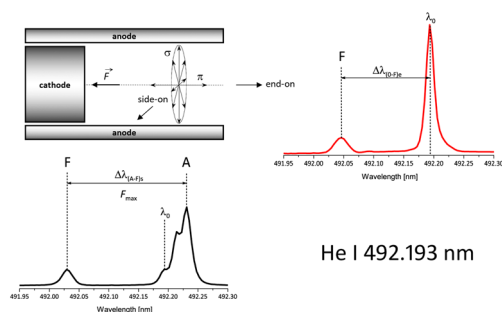 anode
cathode
F
σ
π
side-on
end-on
anode
F
λ0
Δλ(0-F)e
491.95 492.00 492.05 492.10 492.15 492.20 492.25 492.30
Wavelength [nm]
F
A
Δλ(A-F)s
Fmax
λ0
491.95 492.00 492.05 492.10 492.15 492.20 492.25 492.30
Wavelength [nm]
He I 492.193 nm